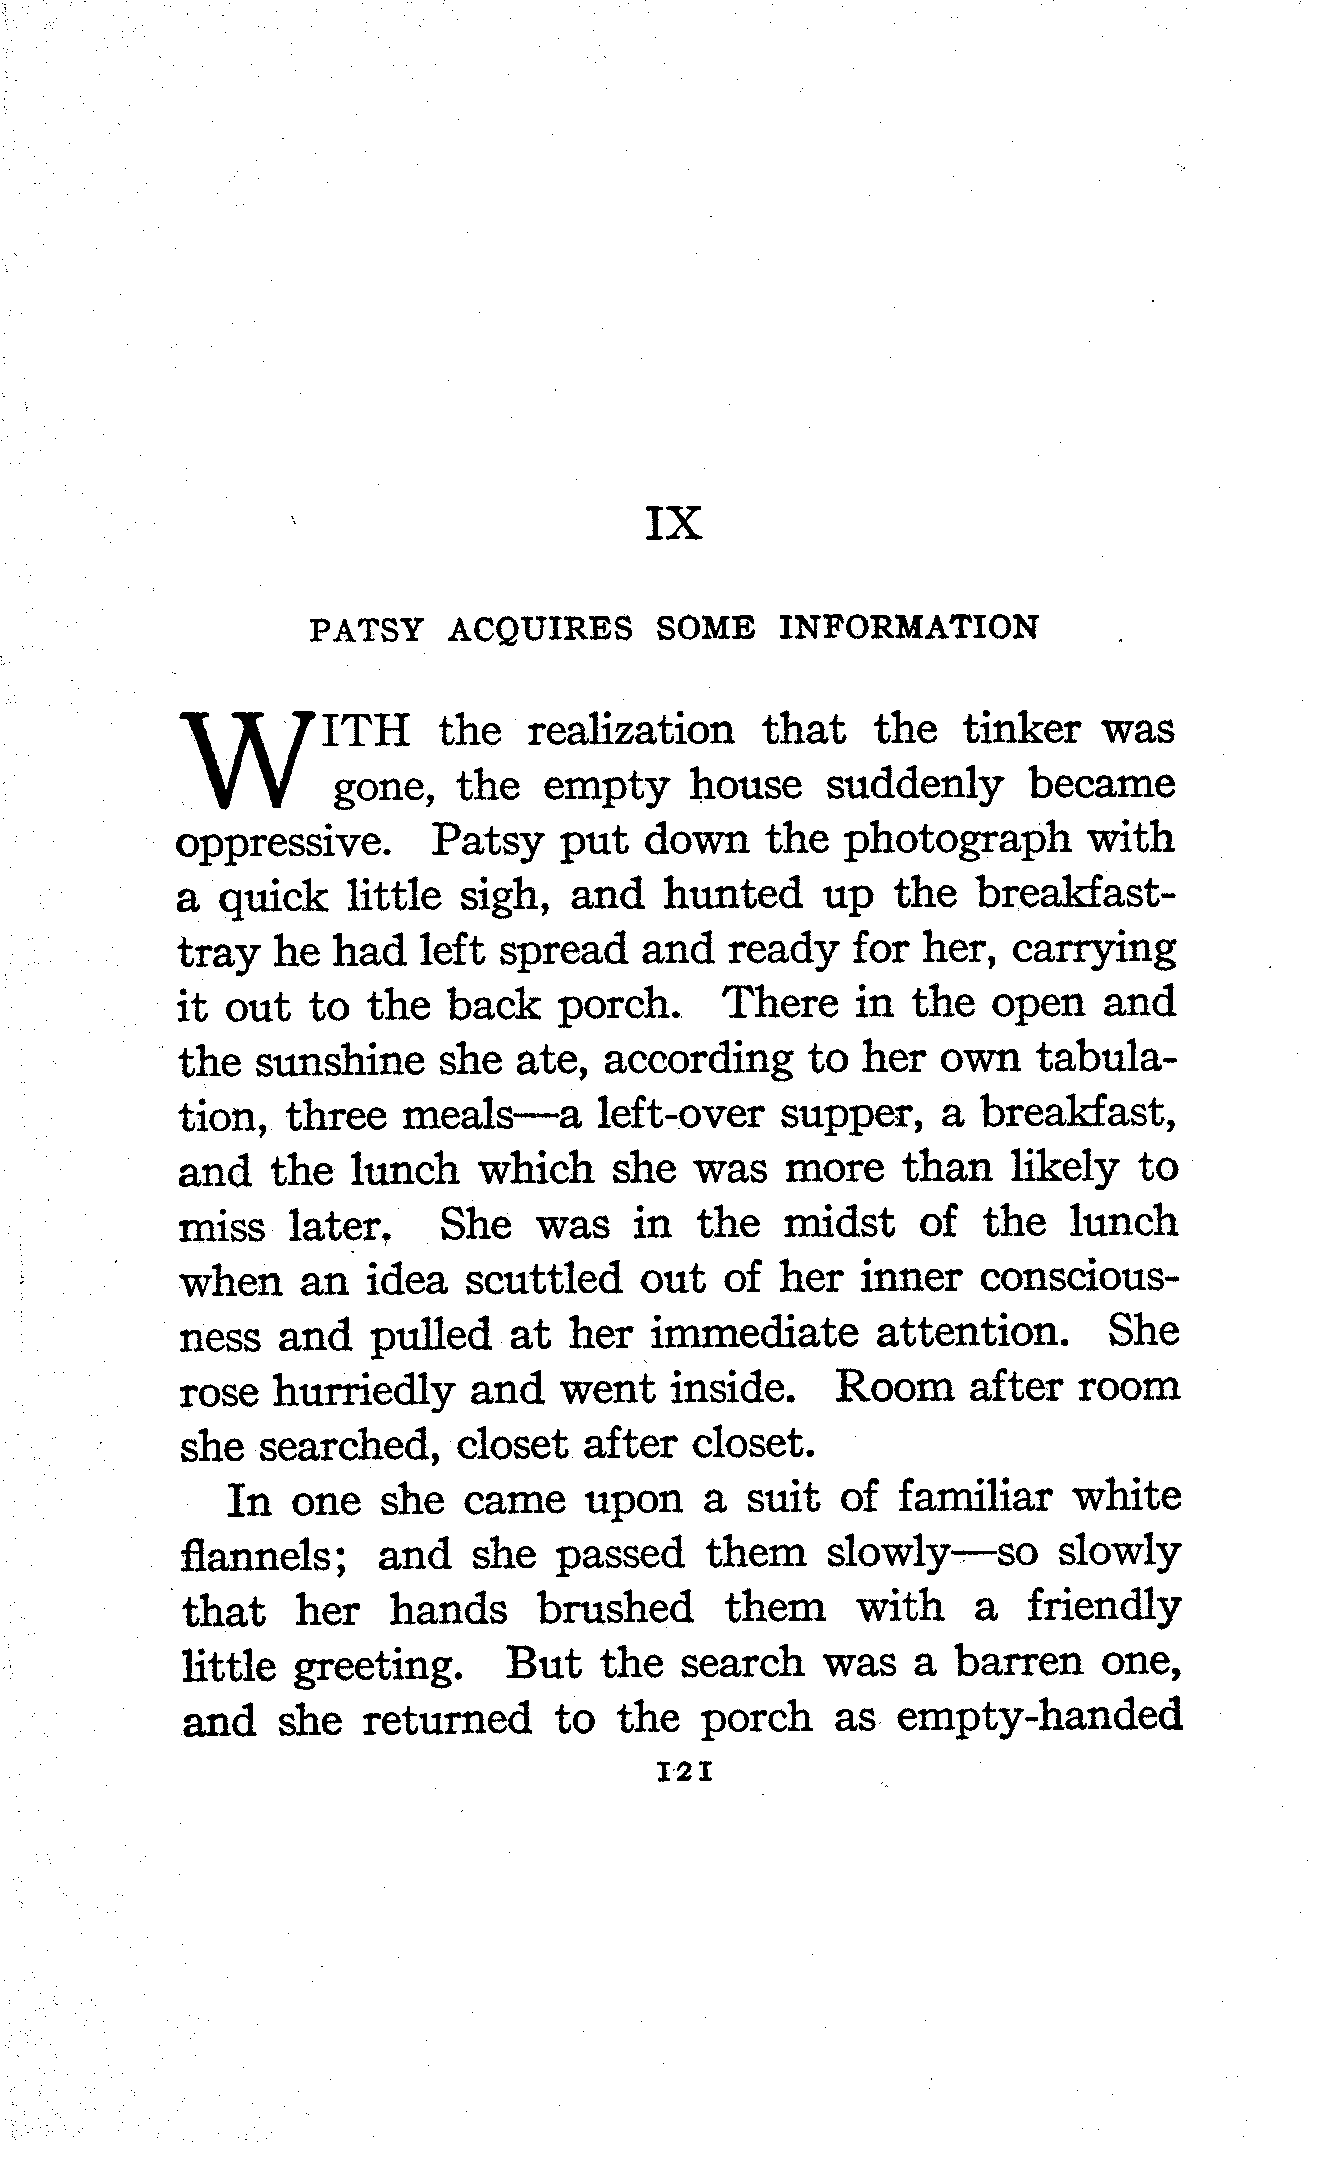 IX
PATSY ACQUIRES SOME INFORMATION
WITH the realization that the tinker was
gone, the empty house suddenly became
oppressive. Patsy put down the photograph with
a quick little sigh, and hunted up the breakfast-
tray he had left spread and ready for her, carrying
it out to the back porch. There in the open and
the sunshine she ate, according to her own tabula-
tion, three meals—a left-over supper, a breakfast,
and the lunch which she was more than likely to
miss later. She was in the midst of the lunch
when an idea scuttled out of her inner conscious-
ness and pulled at her immediate attention. She
rose hurriedly and went inside. Room after room
she searched, closet after closet.
In one she came upon a suit of familiar white
flannels; and she passed them slowly—so slowly
that her hands brushed them with a friendly
little greeting. But the search was a barren one,
and she returned to the porch as empty-handed
121